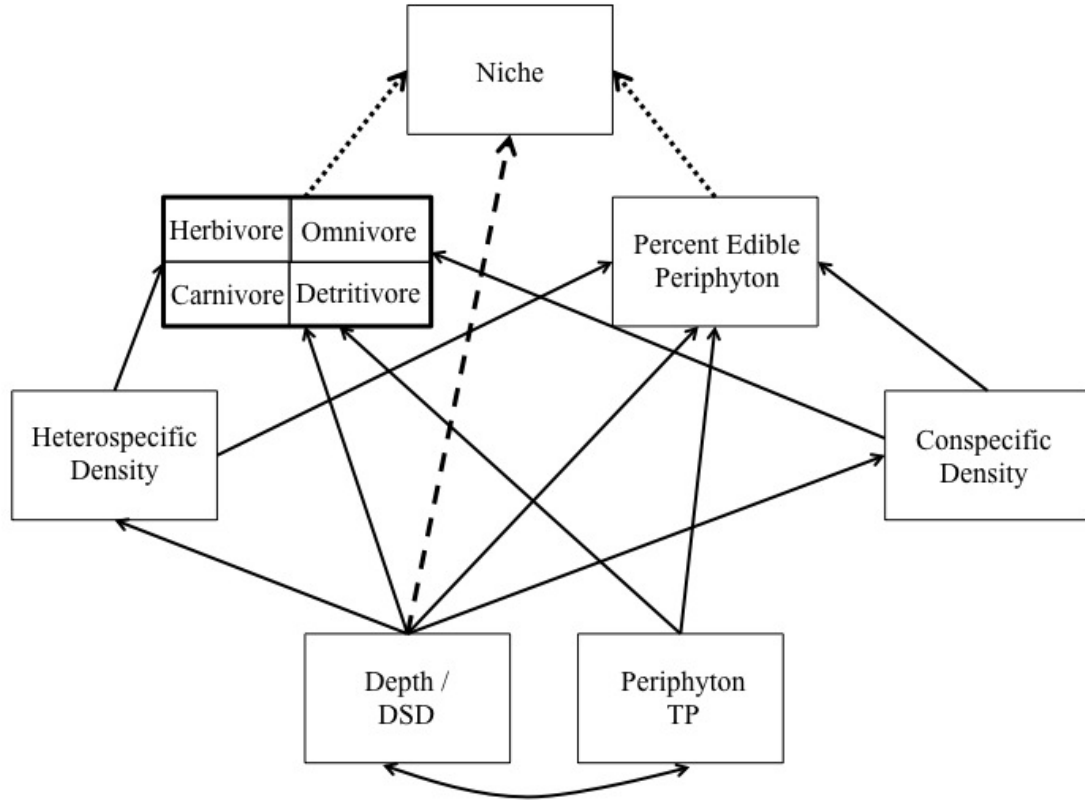 Niche
Herbivore
Omnivore
Carnivore
Detritivore
Percent Edible
Periphyton
Heterospecific
Density
Conspecific
Density
Depth /
DSD
Periphyton
TP